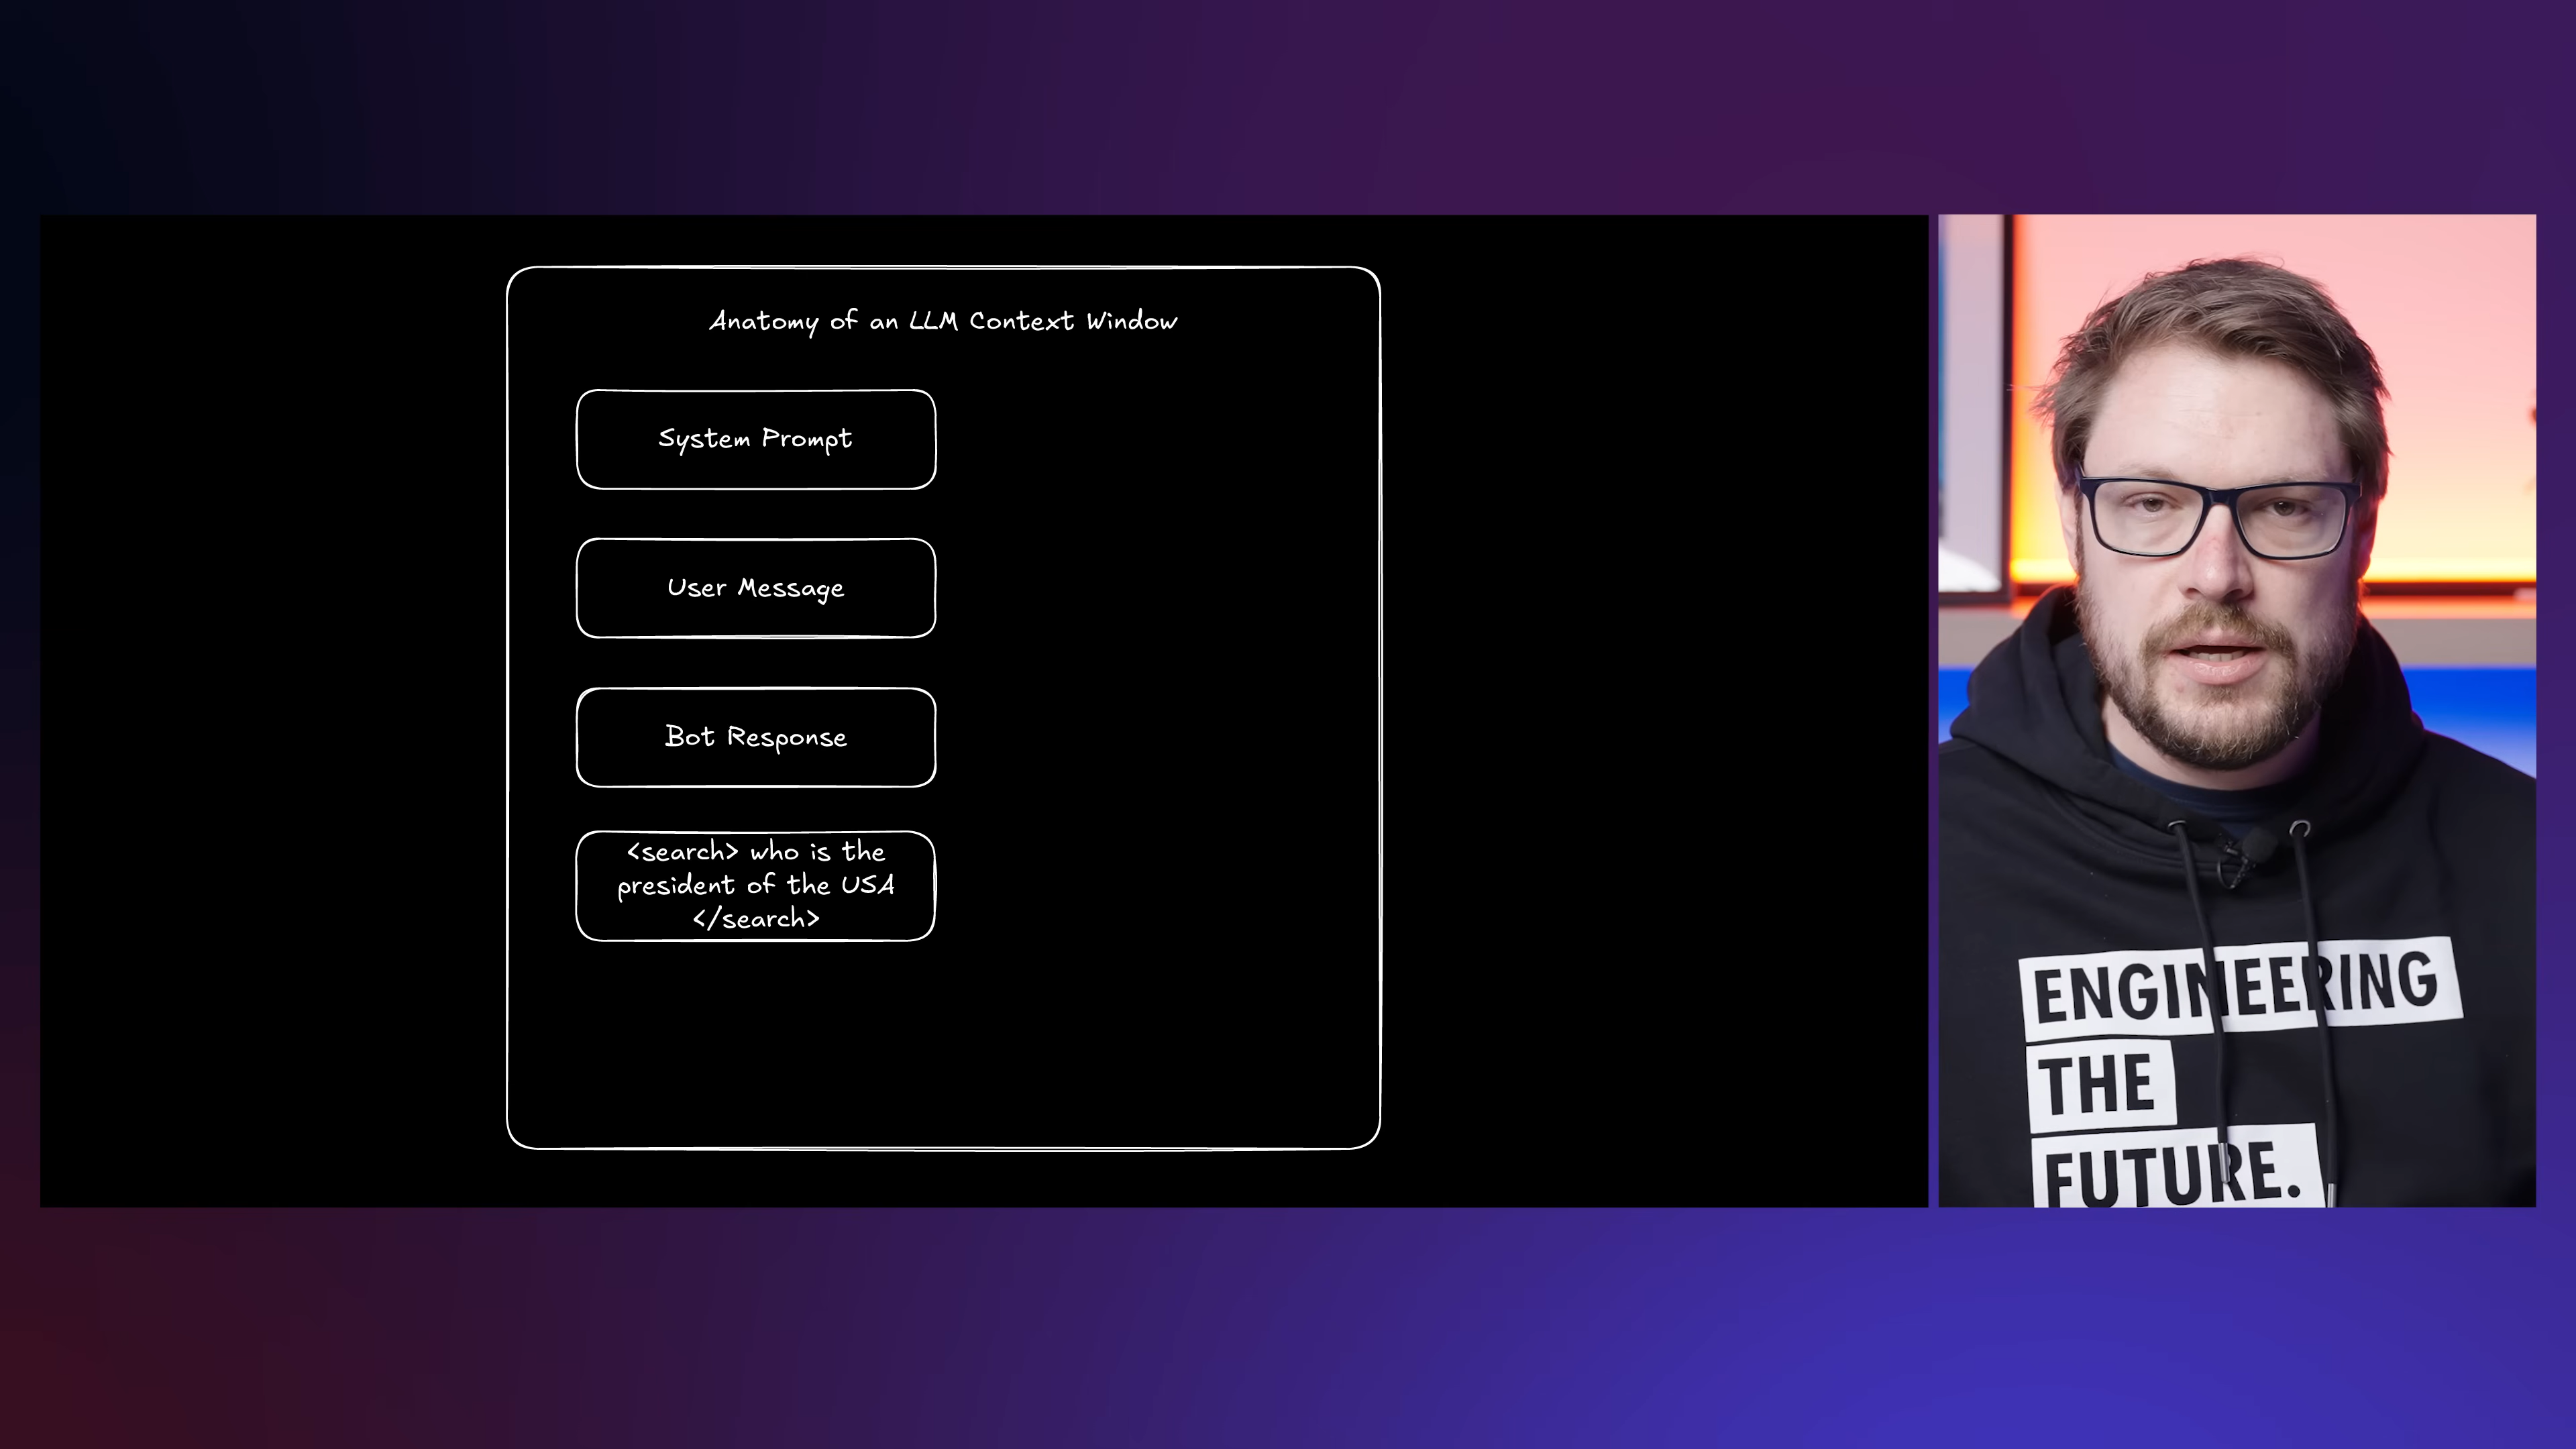 Anatomy of an LLM Context Window
System Prompt
User Message
Bot Response
<search> who is the
president of the USA
</search>
ENGINEERING
THE
FUTURE.